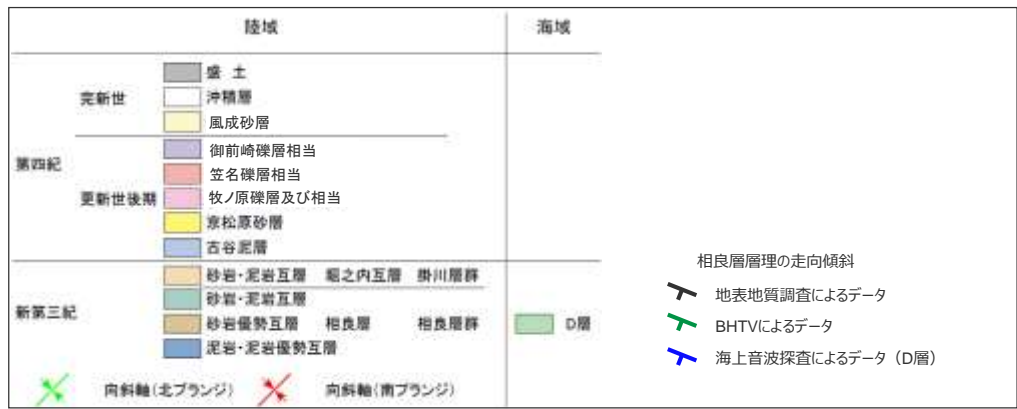 陸域 海域
盛 土
完新世 沖積層
風成砂層
御前崎礫層相当
第四紀
笠名礫層相当
更新世後期 牧ノ原礫層及び相当
京松原砂層
古谷泥層
相良層層理の走向傾斜
砂岩・泥岩互層 堀之内互層 掛川層群
地表地質調査によるデータ
砂岩・泥岩互層
新第三紀
砂岩優勢互層 相良層 相良層群 D層
BHTVによるデータ
泥岩・泥岩優勢互層
海上音波探査によるデータ（D層）
向斜軸(北プランジ) 向斜軸(南プランジ)